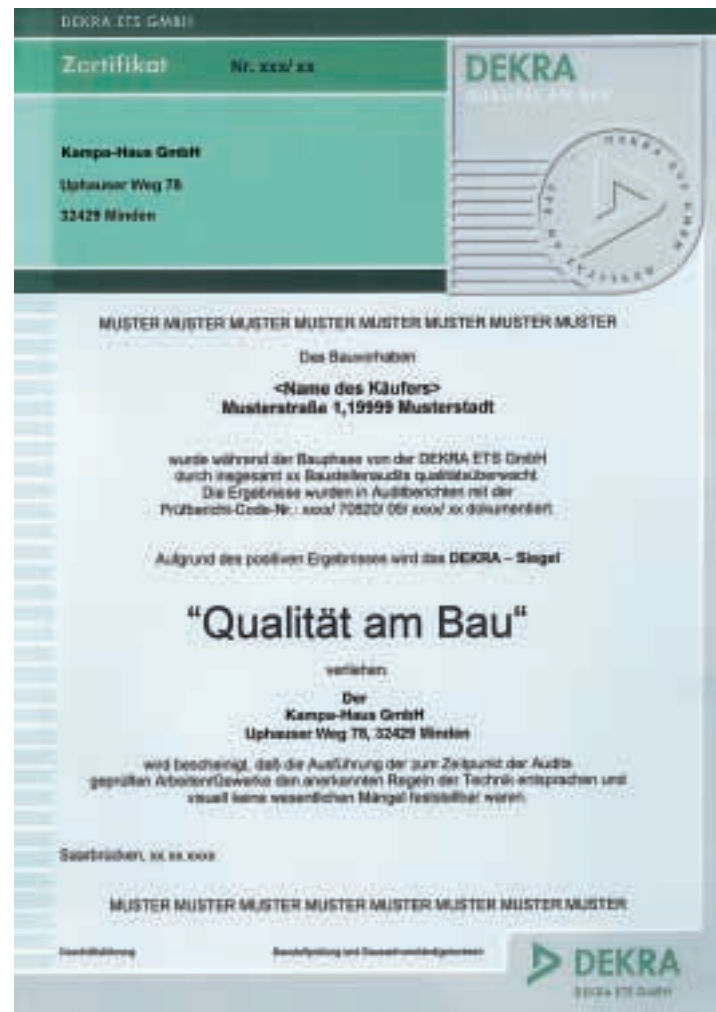 DEKRA ETS GMBH
Zertifikat Nr. xxx/ xx
DEKRA
QUALITÄT AM BAU
Kampa-Haus GmbH
Uphauser Weg 78
32429 Minden
MUSTER MUSTER MUSTER MUSTER MUSTER MUSTER MUSTER MUSTER
Das Bauvorhaben
<Name des Käufers>
Musterstraße 1,19999 Musterstadt
wurde während der Bauphase von der DEKRA ETS GmbH
durch insgesamt xx Baustellenaudits qualitätsüberwacht
Die Ergebnisse wurden in Auditberichten mit der
Prüfbericht-Code-Nr.: xxxx/ 70820/ 06/ xxxx/ xx dokumentiert.
Aufgrund des positiven Ergebnisses wird das DEKRA – Siegel
“Qualität am Bau“
verliehen.
Der
Kampa-Haus GmbH
Uphauser Weg 78, 32429 Minden
wird bescheinigt, daß die Ausführung der zum Zeitpunkt der Audits
geprüften Arbeiten/Gewerke den anerkannten Regeln der Technik entsprachen und
visuell keine wesentlichen Mängel feststellbar waren.
Saarbrücken, xx.xx.xxxx
MUSTER MUSTER MUSTER MUSTER MUSTER MUSTER MUSTER MUSTER
Geschäftsführung
DEKRA
DEKRA ETS GmbH